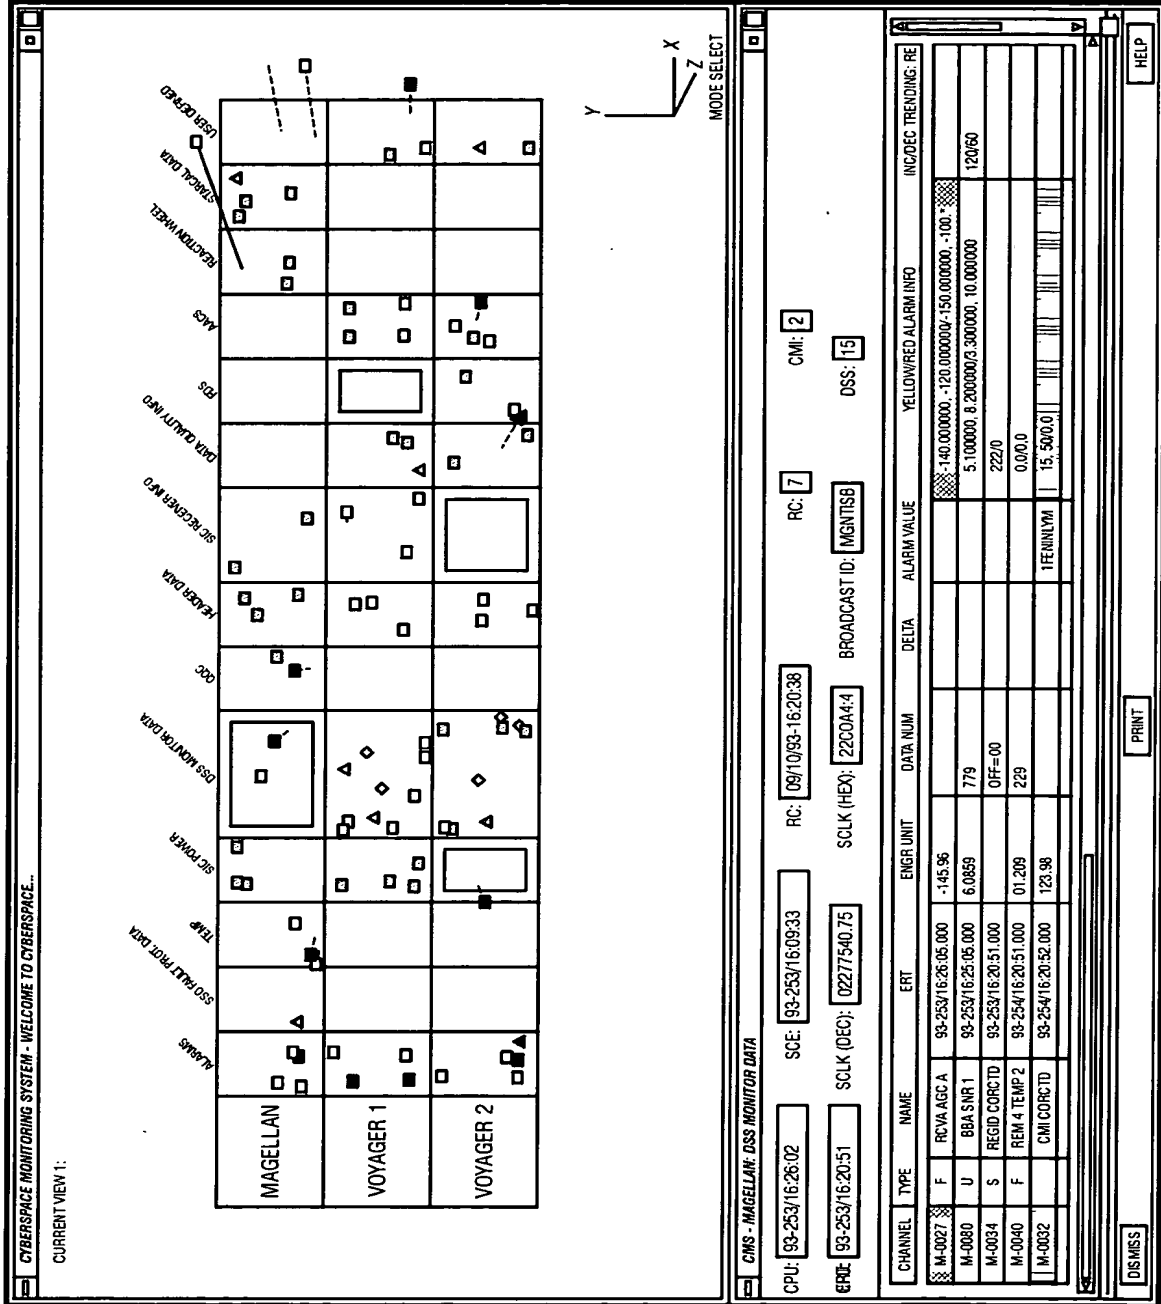 CYBERSPACE MONITORING SYSTEM - WELCOME TO CYBERSPACE...
CURRENT VIEW 1:
ALARMS
SSO FAULT PROT. DATA
TEMP
S/C POWER
DSS MONITOR DATA
QQC
HEADER DATA
S/C RECEIVER INFO
DATA QUALITY INFO
FDS
AACS
REACTION WHEEL
STARCAL DATA
USER DEFINED
MAGELLAN
VOYAGER 1
VOYAGER 2
Y
X
Z
MODE SELECT
CMS - MAGELLAN: DSS MONITOR DATA
CPU: 93-253/16:26:02 SCE: 93-253/16:09:33 RC: 09/10/93-16:20:38 RC: 7 CMI: 2
93-253/16:20:51 SCLK (DEC): 02277540.75 SCLK (HEX): 22C0A4:4 BROADCAST ID: MGNTISB DSS: 15
CHANNEL TYPE NAME ERT ENGR UNIT DATA NUM DELTA ALARM VALUE YELLOW/RED ALARM INFO INC/DEC TRENDING: RE
M-0027 F RCVA AGC A 93-253/16:26:05.000 -145.96 -140.000000, -120.000000/-150.000000, -100.*
M-0080 U BBA SNR 1 93-253/16:25:05.000 6.0859 779 5.100000, 8.200000/3.300000, 10.000000 120/60
M-0034 S REGID CORCTD 93-253/16:20:51.000 OFF=00 222/0
M-0040 F REM 4 TEMP 2 93-254/16:20:51.000 01.209 229 0.0/0.0
M-0032 CMI CORCTD 93-254/16:20:52.000 123.98 1FENINLYM 15, 50/0.0
DISMISS PRINT HELP